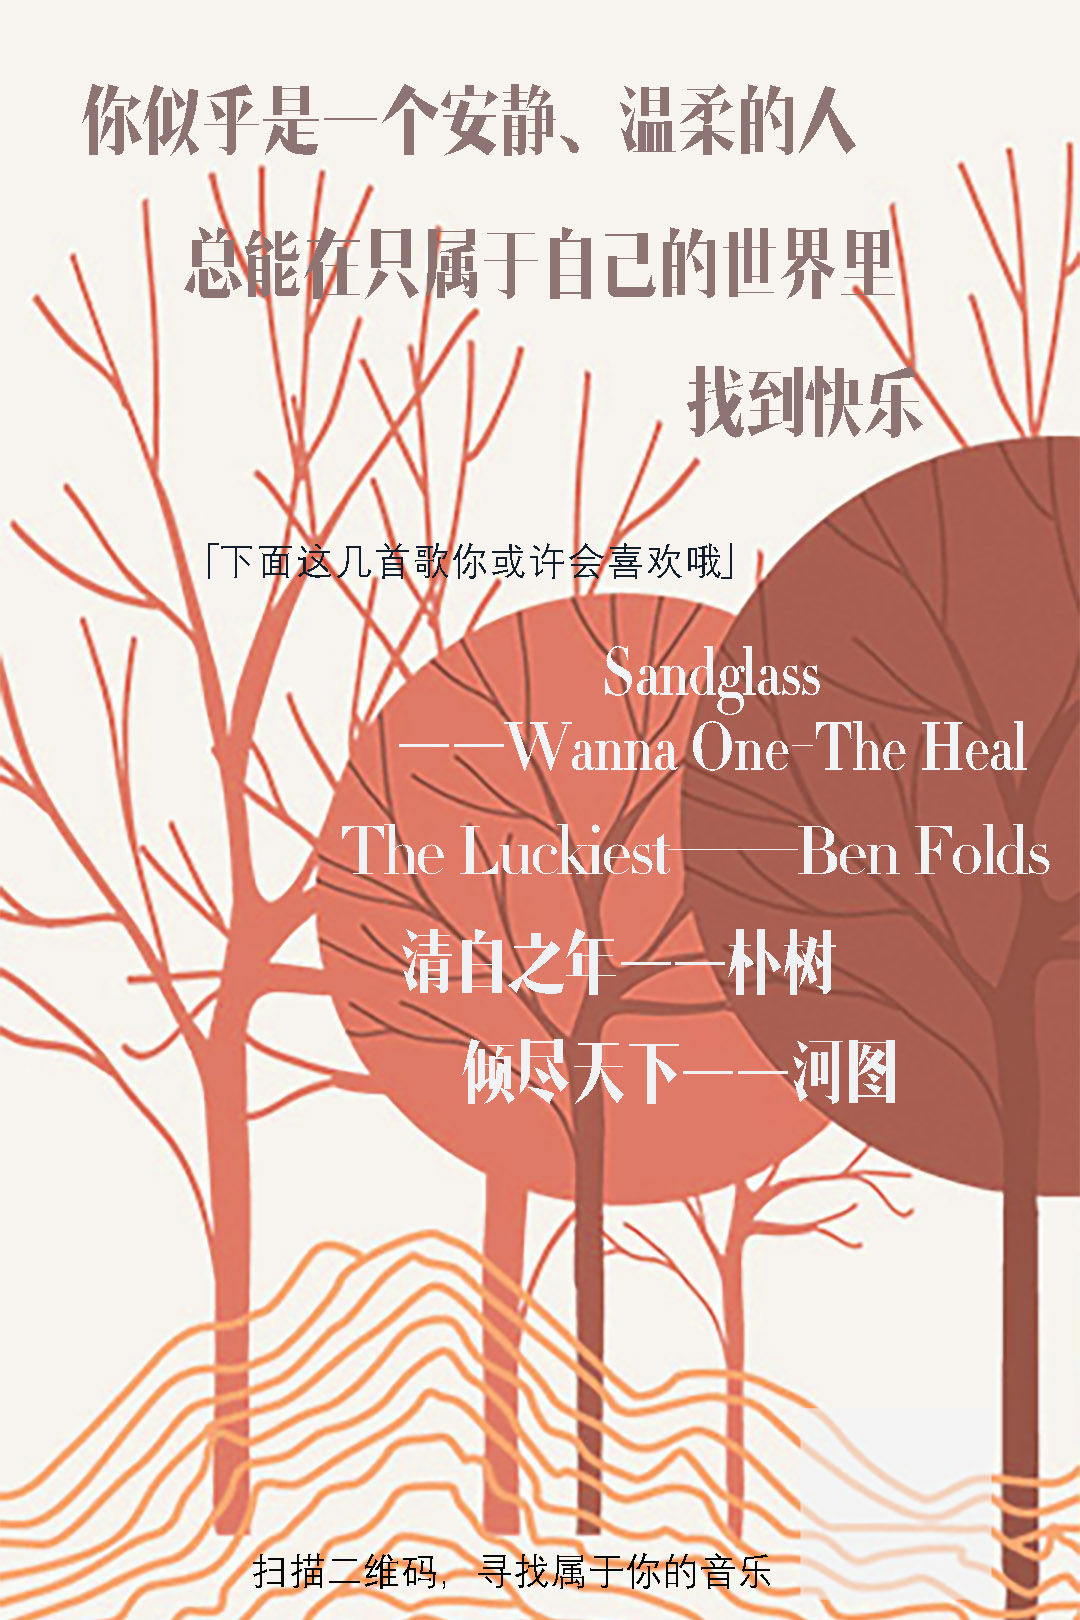 你似乎是一个安静、温柔的人
总能在只属于自己的世界里
找到快乐
「下面这几首歌你或许会喜欢哦」
Sandglass
——Wanna One-The Heal
The Luckiest——Ben Folds
清白之年——朴树
倾尽天下——河图
扫描二维码，寻找属于你的音乐